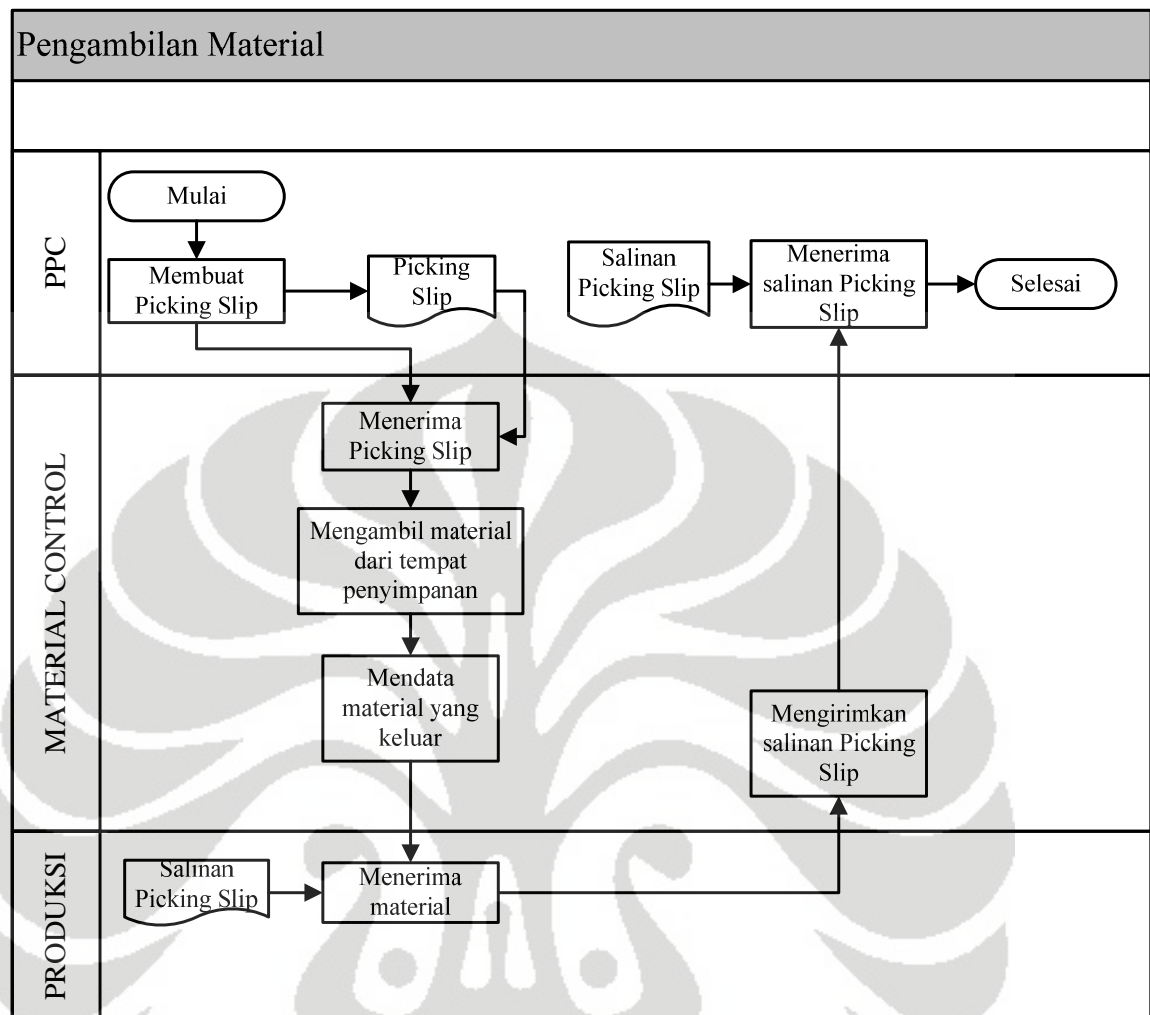 Pengambilan Material
PPC
Mulai
Membuat
Picking Slip
Picking
Slip
Salinan
Picking Slip
Menerima
salinan Picking
Slip
Selesai
MATERIAL CONTROL
Menerima
Picking Slip
Mengambil material
dari tempat
penyimpanan
Mendata
material yang
keluar
Mengirimkan
salinan Picking
Slip
PRODUKSI
Salinan
Picking Slip
Menerima
material